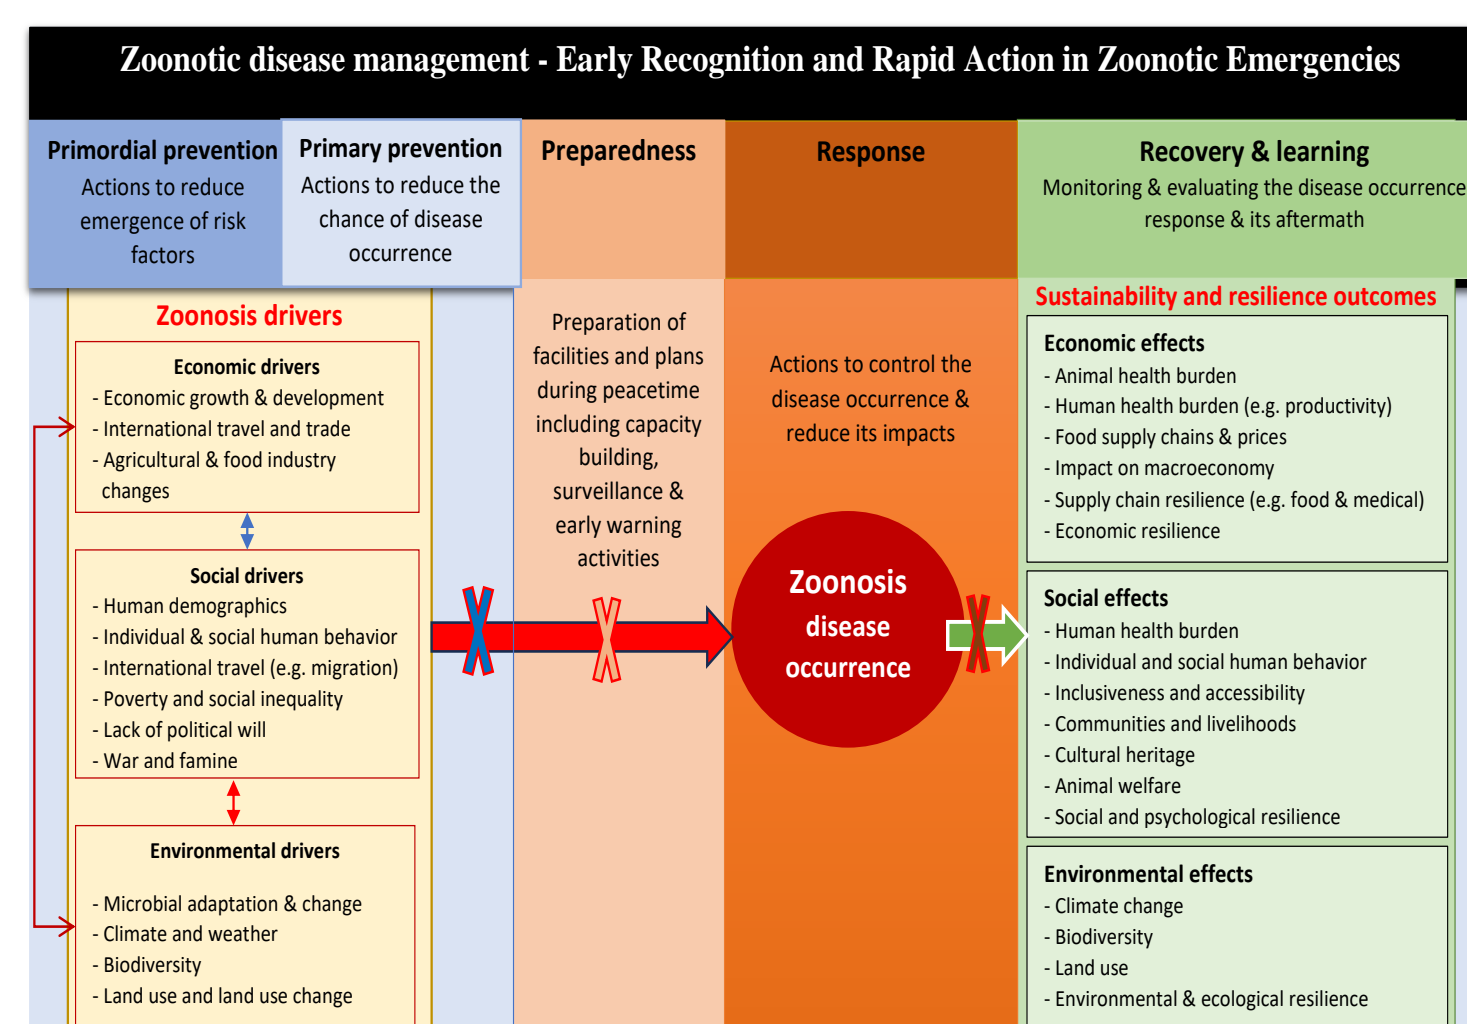 Zoonotic disease management - Early Recognition and Rapid Action in Zoonotic Emergencies
Primordial prevention
Actions to reduce
emergence of risk
factors
Primary prevention
Actions to reduce the
chance of disease
occurrence
Preparedness
Response
Recovery & learning
Monitoring & evaluating the disease occurrence
response & its aftermath
Zoonosis drivers
Economic drivers
- Economic growth & development
- International travel and trade
- Agricultural & food industry
changes
Social drivers
- Human demographics
- Individual & social human behavior
- International travel (e.g. migration)
- Poverty and social inequality
- Lack of political will
- War and famine
Environmental drivers
- Microbial adaptation & change
- Climate and weather
- Biodiversity
- Land use and land use change
Preparation of
facilities and plans
during peacetime
including capacity
building,
surveillance &
early warning
activities
Actions to control the
disease occurrence &
reduce its impacts
Zoonosis
disease
occurrence
Sustainability and resilience outcomes
Economic effects
- Animal health burden
- Human health burden (e.g. productivity)
- Food supply chains & prices
- Impact on macroeconomy
- Supply chain resilience (e.g. food & medical)
- Economic resilience
Social effects
- Human health burden
- Individual and social human behavior
- Inclusiveness and accessibility
- Communities and livelihoods
- Cultural heritage
- Animal welfare
- Social and psychological resilience
Environmental effects
- Climate change
- Biodiversity
- Land use
- Environmental & ecological resilience